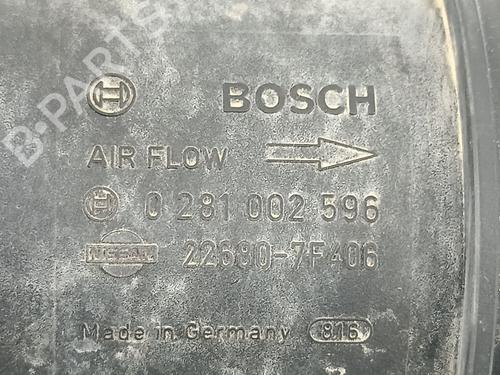 BOSCH
AIR FLOW
0 281 002 596
NISSAN 22680-7F406
Made in Germany 816
B-PARTS